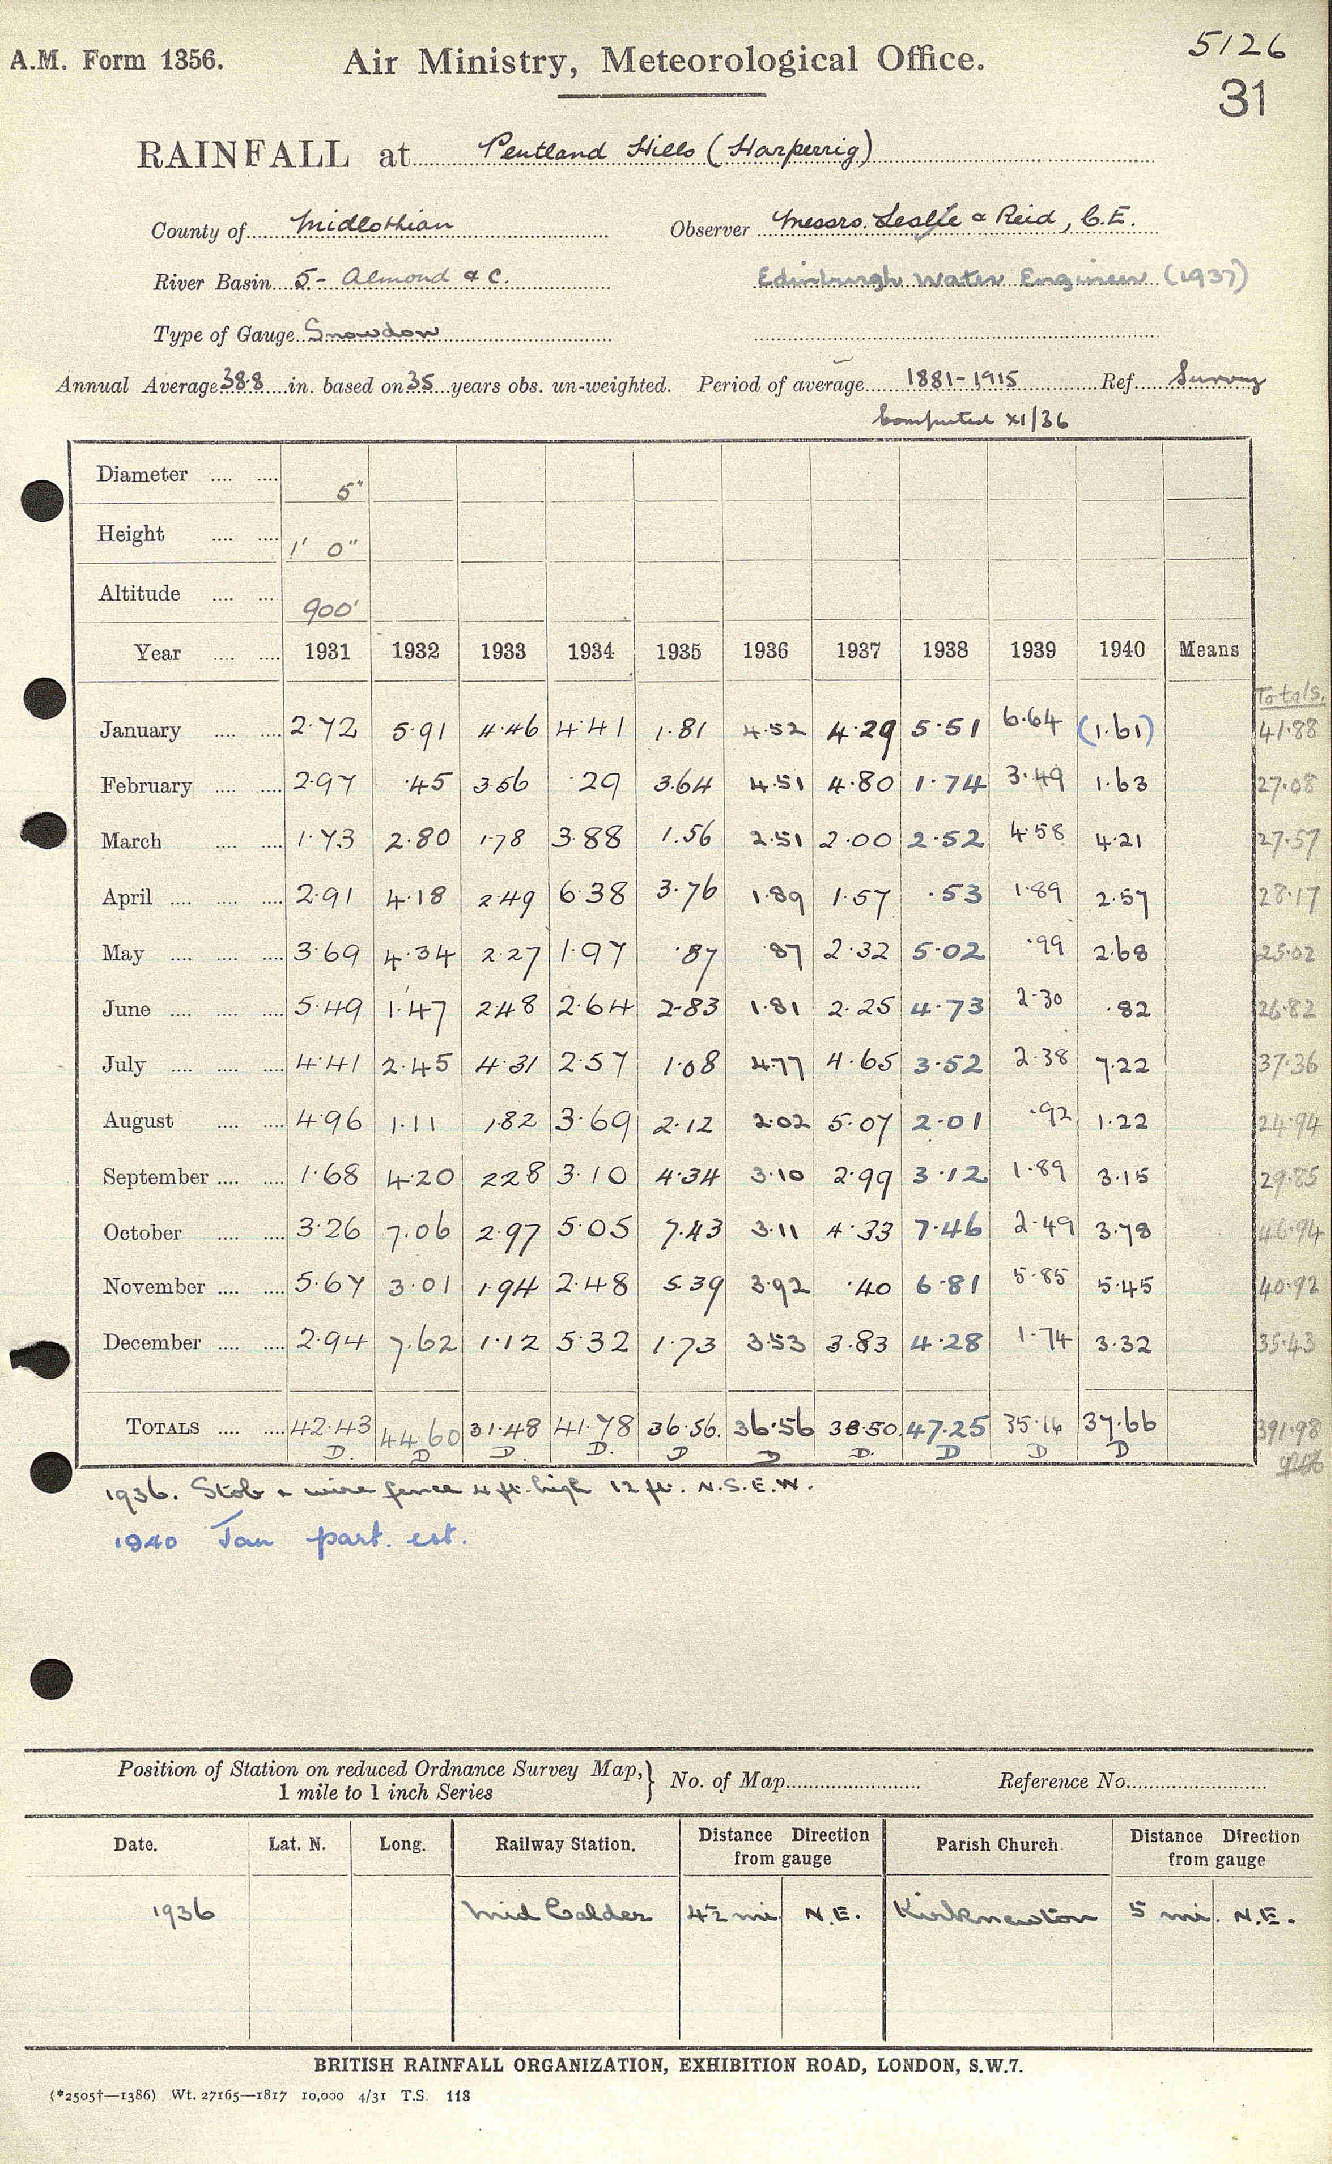 5126
A.M. Form 1356. Air Ministry, Meteorological Office.
31
RAINFALL at Pentland Hills (Harperrig)
County of Midlothian Observer Messrs. Leslie & Reid, C.E.
River Basin 5- Almond &c. Edinburgh Water Engineer (1937)
Type of Gauge Snowdon
Annual Average 38.8 in. based on 35 years obs. un-weighted. Period of average 1881-1915 Ref. Survey
Computed XI/36
Diameter 5"
Height 1' 0"
Altitude 900'
Year 1931 1932 1933 1934 1935 1936 1937 1938 1939 1940 Means
Totals.
January 2.72 5.91 4.46 4.41 1.81 4.52 4.29 5.51 6.64 (1.61) 41.88
February 2.97 .45 3.56 .29 3.64 4.51 4.80 1.74 3.49 1.63 27.08
March 1.73 2.80 1.78 3.88 1.56 2.51 2.00 2.52 4.58 4.21 27.57
April 2.91 4.18 2.49 6.38 3.76 1.89 1.57 .53 1.89 2.57 28.17
May 3.69 4.34 2.27 1.97 .87 .87 2.32 5.02 .99 2.68 25.02
June 5.49 1.47 2.48 2.64 2.83 1.81 2.25 4.73 2.30 .82 26.82
July 4.41 2.45 4.31 2.57 1.08 4.77 4.65 3.52 2.38 7.22 37.36
August 4.96 1.11 1.82 3.69 2.12 2.02 5.07 2.01 .92 1.22 24.94
September 1.68 4.20 2.28 3.10 4.34 3.10 2.99 3.12 1.89 3.15 29.85
October 3.26 7.06 2.97 5.05 7.43 3.11 4.33 7.46 2.49 3.78 46.94
November 5.67 3.01 1.94 2.48 5.39 3.92 .40 6.81 5.85 5.45 40.92
December 2.94 7.62 1.12 5.32 1.73 3.53 3.83 4.28 1.74 3.32 35.43
TOTALS 42.43 44.60 31.48 41.78 36.56. 36.56 38.50 47.25 35.16 37.66 391.98
D. D D D. D D D. D D D
1936. Stob & wire fence 4 ft. high 12 ft. N.S.E.W.
1940 Jan part. est.
Position of Station on reduced Ordnance Survey Map, 1 mile to 1 inch Series } No. of Map Reference No.
Date. Lat. N. Long. Railway Station. Distance Direction from gauge Parish Church. Distance Direction from gauge
1936 Mid Calder 4½ mi N.E. Kirknewton 5 mi. N.E.
BRITISH RAINFALL ORGANIZATION, EXHIBITION ROAD, LONDON, S.W.7.
(*2505†—1386) Wt. 27165—1817 10,000 4/31 T.S. 113